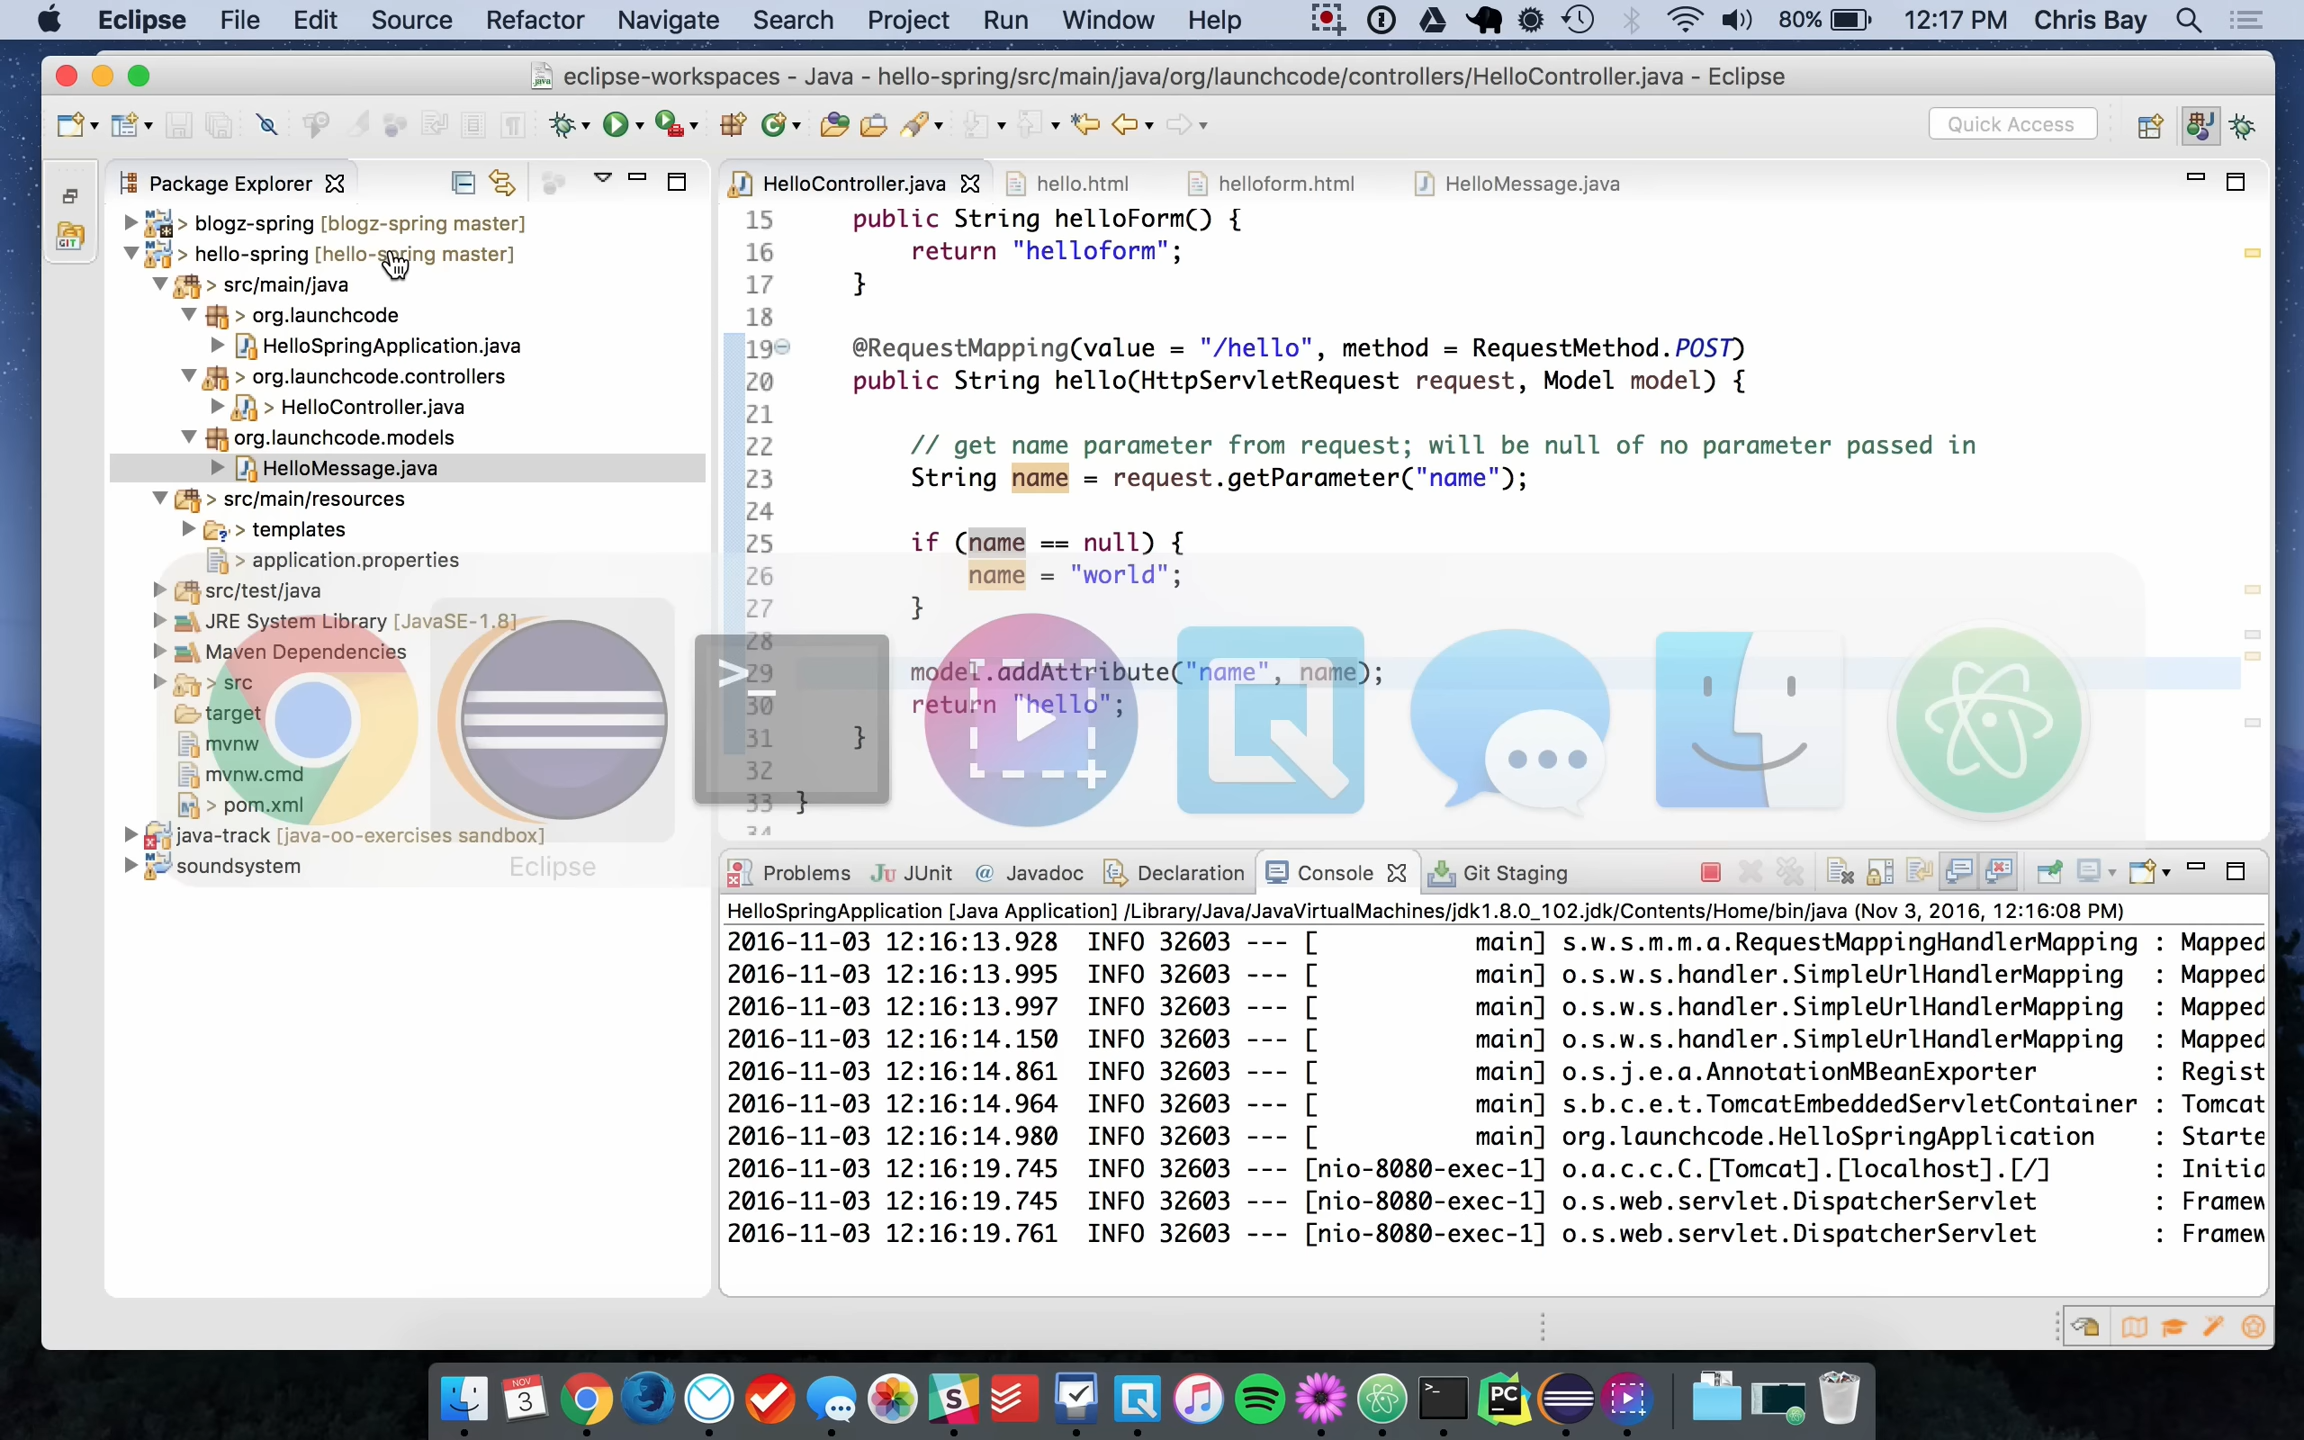 Eclipse File Edit Source Refactor Navigate Search Project Run Window Help 80% 12:17 PM Chris Bay
eclipse-workspaces - Java - hello-spring/src/main/java/org/launchcode/controllers/HelloController.java - Eclipse
Quick Access
Package Explorer
GIT
> blogz-spring [blogz-spring master]
> hello-spring [hello-spring master]
> src/main/java
> org.launchcode
HelloSpringApplication.java
> org.launchcode.controllers
> HelloController.java
org.launchcode.models
HelloMessage.java
> src/main/resources
> templates
> application.properties
src/test/java
JRE System Library [JavaSE-1.8]
Maven Dependencies
> src
target
mvnw
mvnw.cmd
> pom.xml
java-track [java-oo-exercises sandbox]
soundsystem
Eclipse
>_
HelloController.java hello.html helloform.html HelloMessage.java
15 public String helloForm() {
16 return "helloform";
17 }
18
19 @RequestMapping(value = "/hello", method = RequestMethod.POST)
20 public String hello(HttpServletRequest request, Model model) {
21
22 // get name parameter from request; will be null of no parameter passed in
23 String name = request.getParameter("name");
24
25 if (name == null) {
26 name = "world";
27 }
28
29 model.addAttribute("name", name);
30 return "hello";
31 }
32
33 }
34
Problems JUnit @ Javadoc Declaration Console Git Staging
HelloSpringApplication [Java Application] /Library/Java/JavaVirtualMachines/jdk1.8.0_102.jdk/Contents/Home/bin/java (Nov 3, 2016, 12:16:08 PM)
2016-11-03 12:16:13.928 INFO 32603 --- [ main] s.w.s.m.m.a.RequestMappingHandlerMapping : Mapped
2016-11-03 12:16:13.995 INFO 32603 --- [ main] o.s.w.s.handler.SimpleUrlHandlerMapping : Mapped
2016-11-03 12:16:13.997 INFO 32603 --- [ main] o.s.w.s.handler.SimpleUrlHandlerMapping : Mapped
2016-11-03 12:16:14.150 INFO 32603 --- [ main] o.s.w.s.handler.SimpleUrlHandlerMapping : Mapped
2016-11-03 12:16:14.861 INFO 32603 --- [ main] o.s.j.e.a.AnnotationMBeanExporter : Regist
2016-11-03 12:16:14.964 INFO 32603 --- [ main] s.b.c.e.t.TomcatEmbeddedServletContainer : Tomcat
2016-11-03 12:16:14.980 INFO 32603 --- [ main] org.launchcode.HelloSpringApplication : Starte
2016-11-03 12:16:19.745 INFO 32603 --- [nio-8080-exec-1] o.a.c.c.C.[Tomcat].[localhost].[/] : Initia
2016-11-03 12:16:19.745 INFO 32603 --- [nio-8080-exec-1] o.s.web.servlet.DispatcherServlet : Framew
2016-11-03 12:16:19.761 INFO 32603 --- [nio-8080-exec-1] o.s.web.servlet.DispatcherServlet : Framew
NOV
3
S
PC